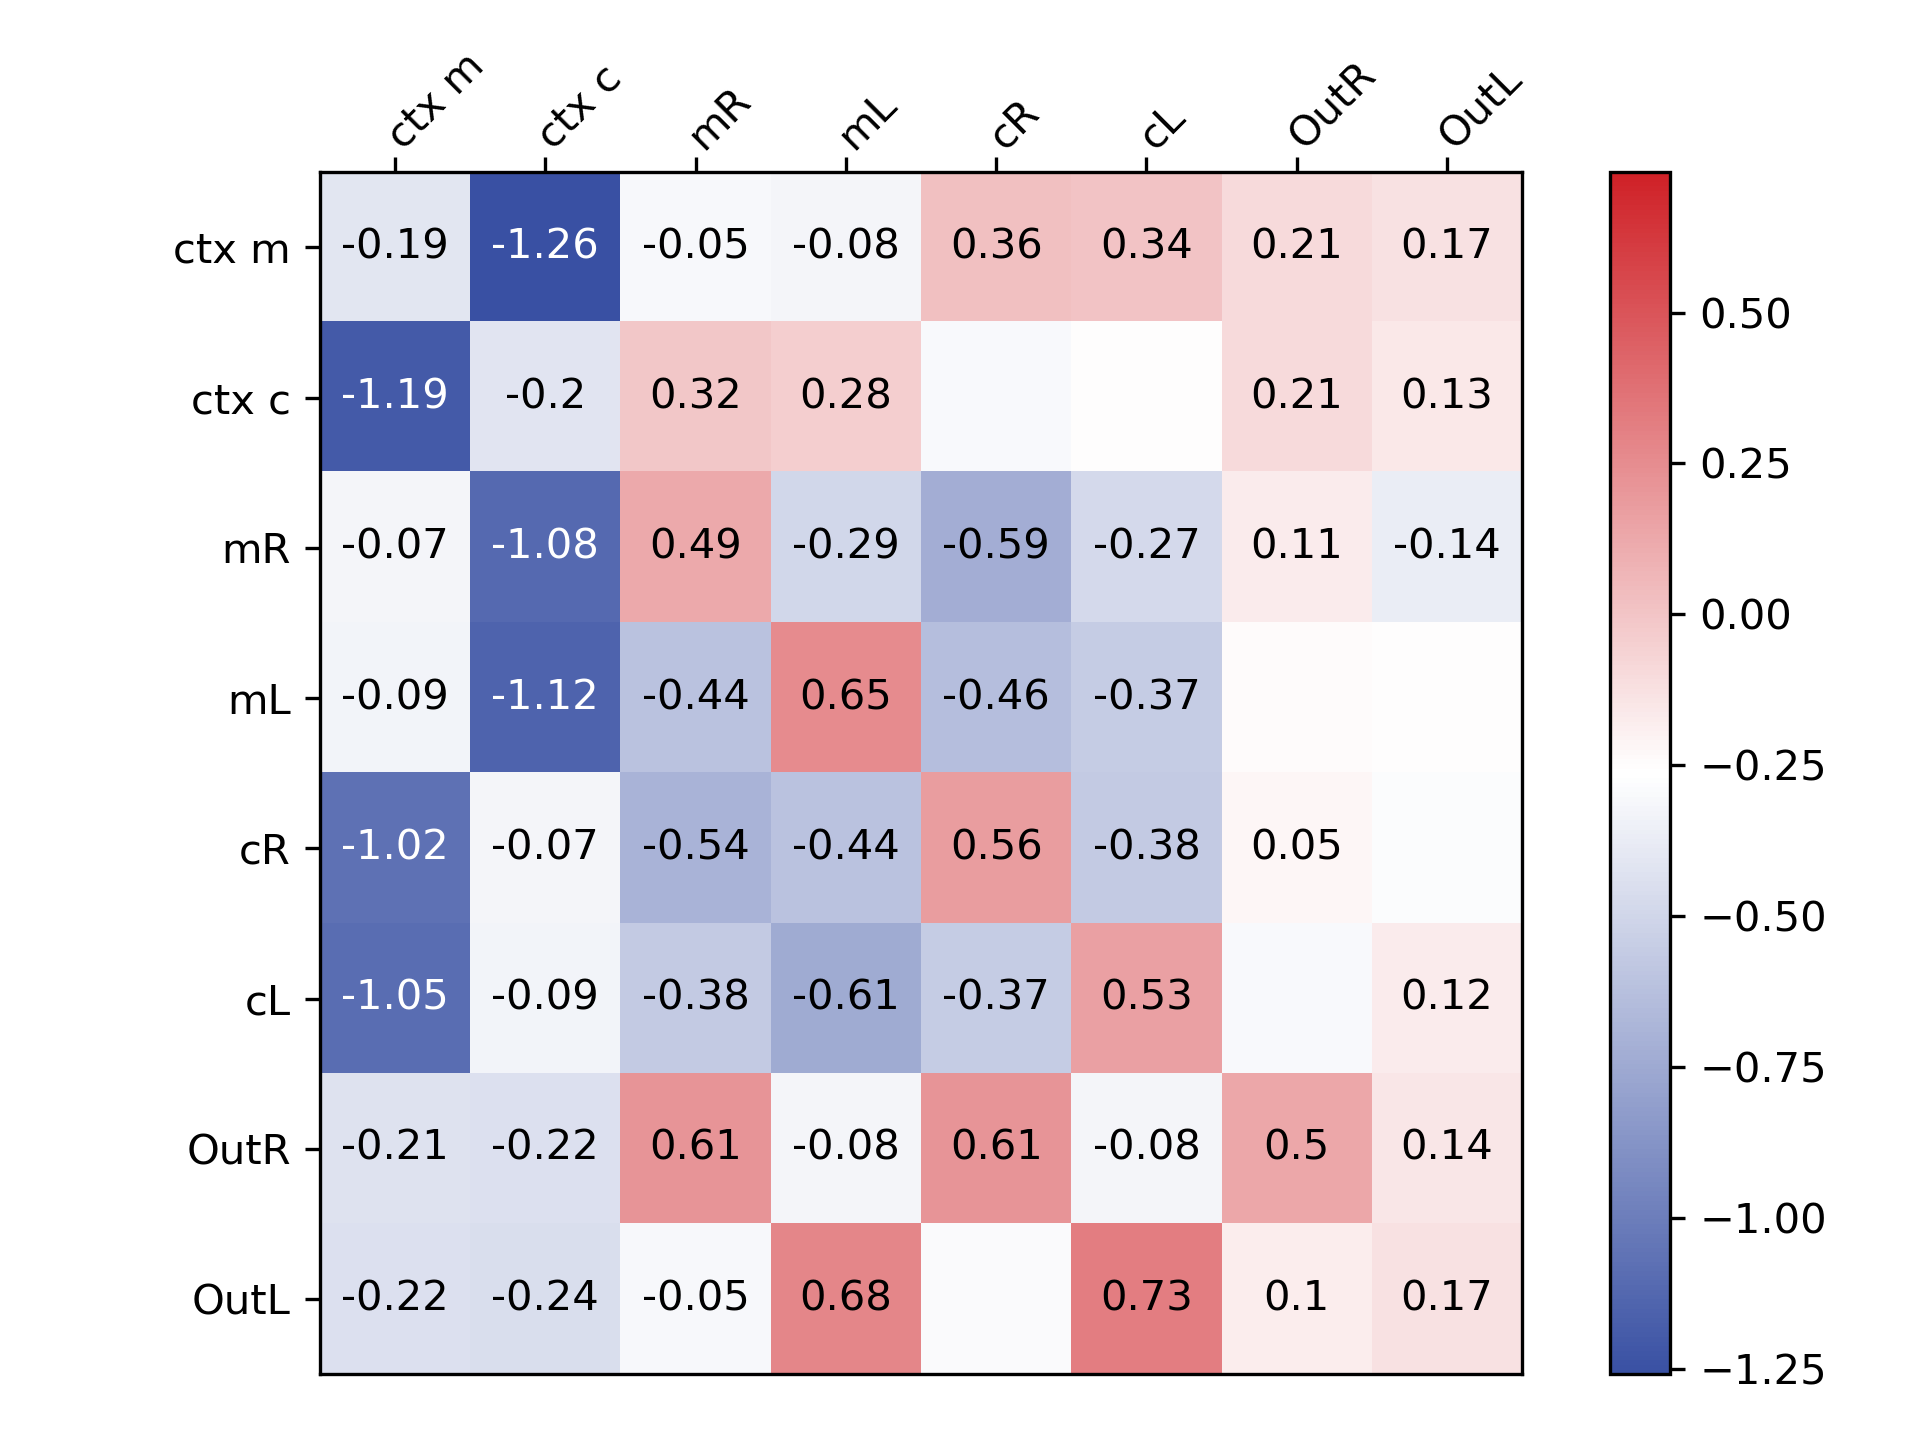 ctx m ctx c mR mL cR cL OutR OutL
ctx m -0.19 -1.26 -0.05 -0.08 0.36 0.34 0.21 0.17
ctx c -1.19 -0.2 0.32 0.28 0.21 0.13
mR -0.07 -1.08 0.49 -0.29 -0.59 -0.27 0.11 -0.14
mL -0.09 -1.12 -0.44 0.65 -0.46 -0.37
cR -1.02 -0.07 -0.54 -0.44 0.56 -0.38 0.05
cL -1.05 -0.09 -0.38 -0.61 -0.37 0.53 0.12
OutR -0.21 -0.22 0.61 -0.08 0.61 -0.08 0.5 0.14
OutL -0.22 -0.24 -0.05 0.68 0.73 0.1 0.17
0.50
0.25
0.00
−0.25
−0.50
−0.75
−1.00
−1.25